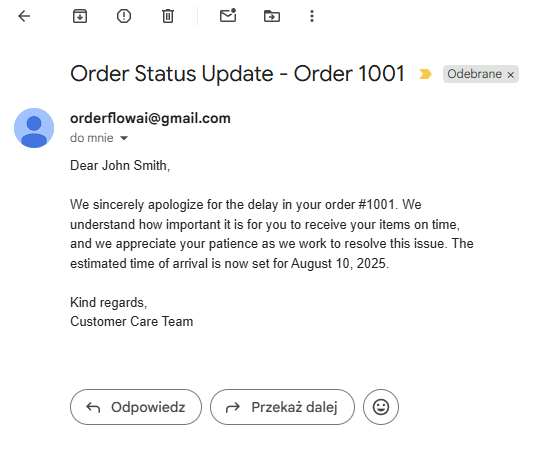 Order Status Update - Order 1001
Odebrane ×
orderflowai@gmail.com
do mnie
Dear John Smith,
We sincerely apologize for the delay in your order #1001. We
understand how important it is for you to receive your items on time,
and we appreciate your patience as we work to resolve this issue. The
estimated time of arrival is now set for August 10, 2025.
Kind regards,
Customer Care Team
Odpowiedz
Przekaż dalej